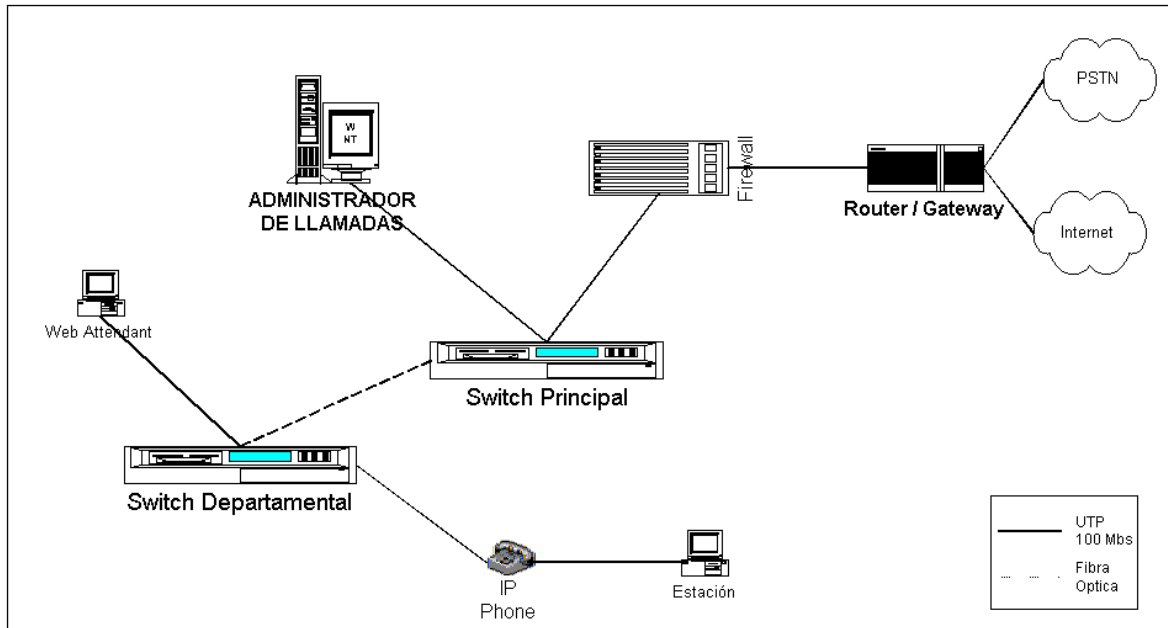 PSTN
W
NT
Firewall
ADMINISTRADOR
DE LLAMADAS
Router / Gateway
Internet
Web Attendant
Switch Principal
Switch Departamental
UTP
100 Mbs
Fibra
Optica
IP
Phone
Estación